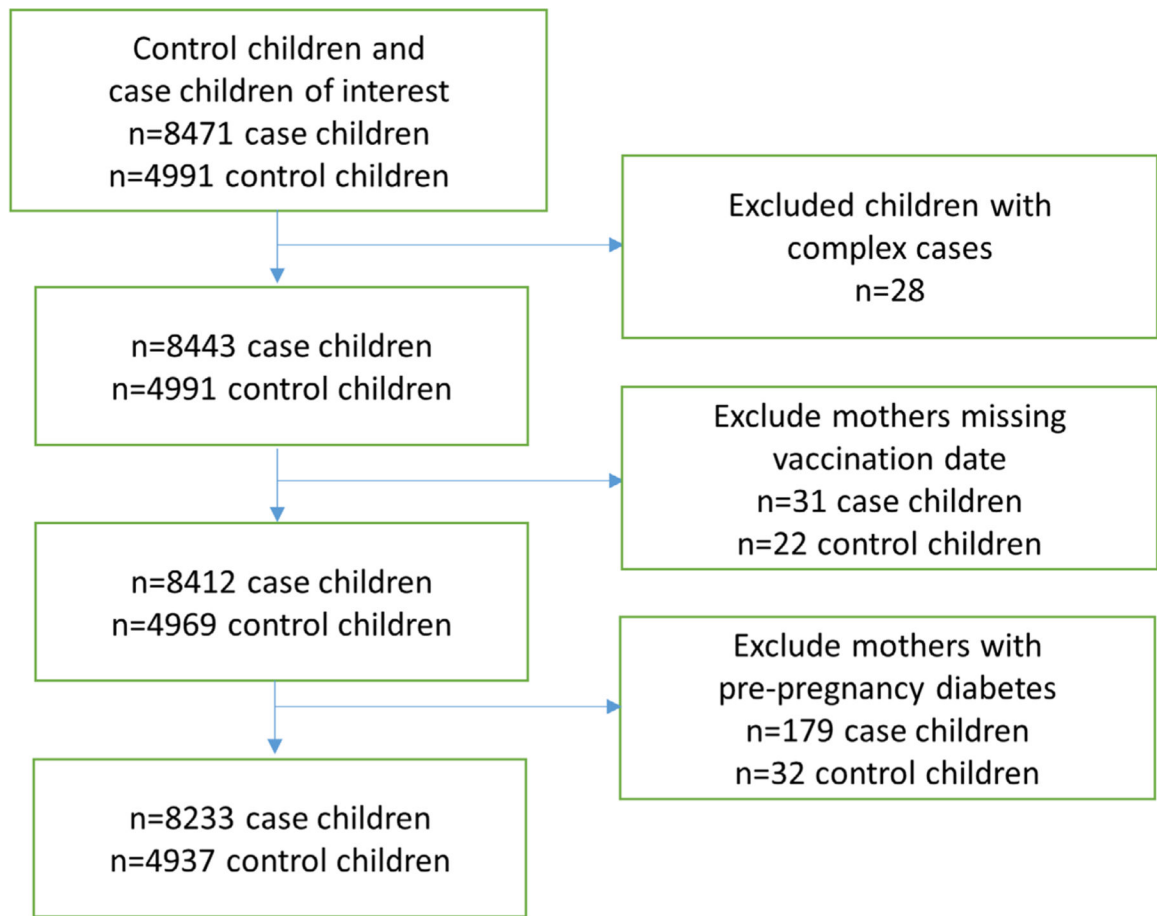 Control children and
case children of interest
n=8471 case children
n=4991 control children
Excluded children with
complex cases
n=28
n=8443 case children
n=4991 control children
Exclude mothers missing
vaccination date
n=31 case children
n=22 control children
n=8412 case children
n=4969 control children
Exclude mothers with
pre-pregnancy diabetes
n=179 case children
n=32 control children
n=8233 case children
n=4937 control children